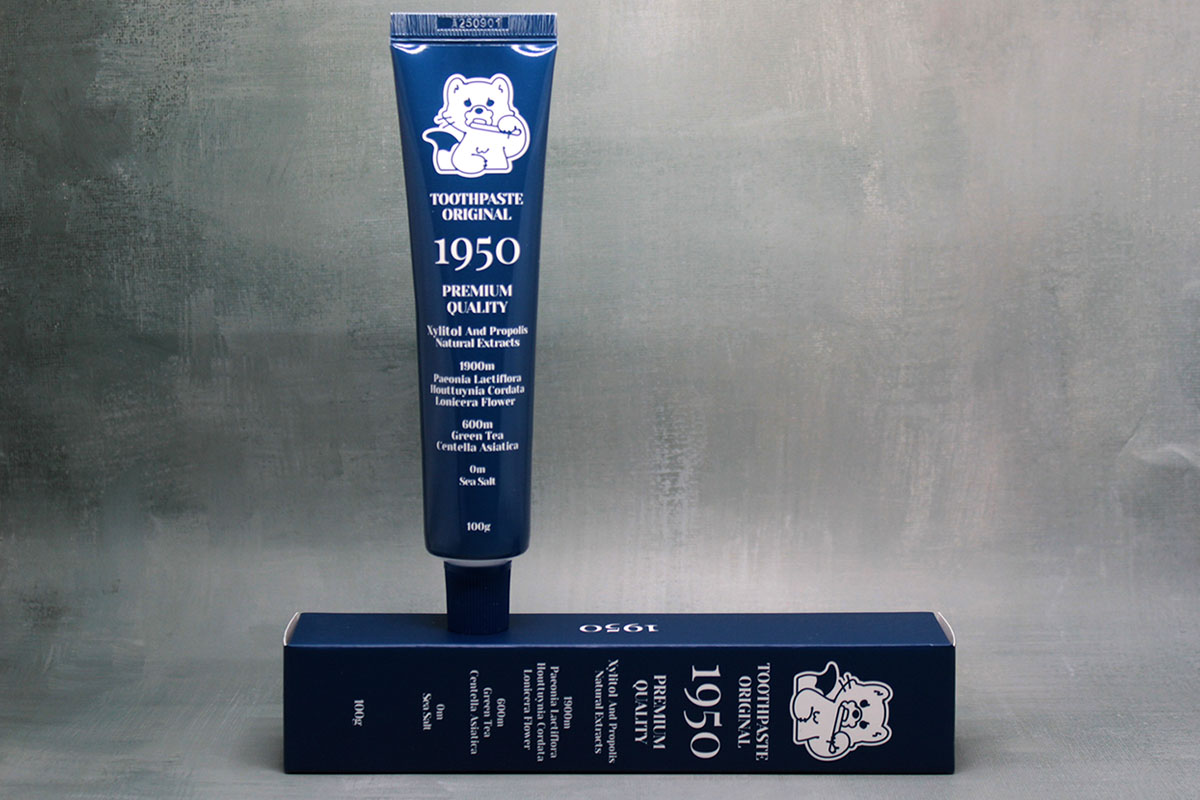 250901
TOOTHPASTE
ORIGINAL
1950
PREMIUM
QUALITY
Xylitol And Propolis
Natural Extracts
1900m
Paeonia Lactiflora
Houttuynia Cordata
Lonicera Flower
600m
Green Tea
Centella Asiatica
0m
Sea Salt
100g
1950
TOOTHPASTE
ORIGINAL
1950
PREMIUM
QUALITY
Xylitol And Propolis
Natural Extracts
1900m
Paeonia Lactiflora
Houttuynia Cordata
Lonicera Flower
600m
Green Tea
Centella Asiatica
0m
Sea Salt
100g